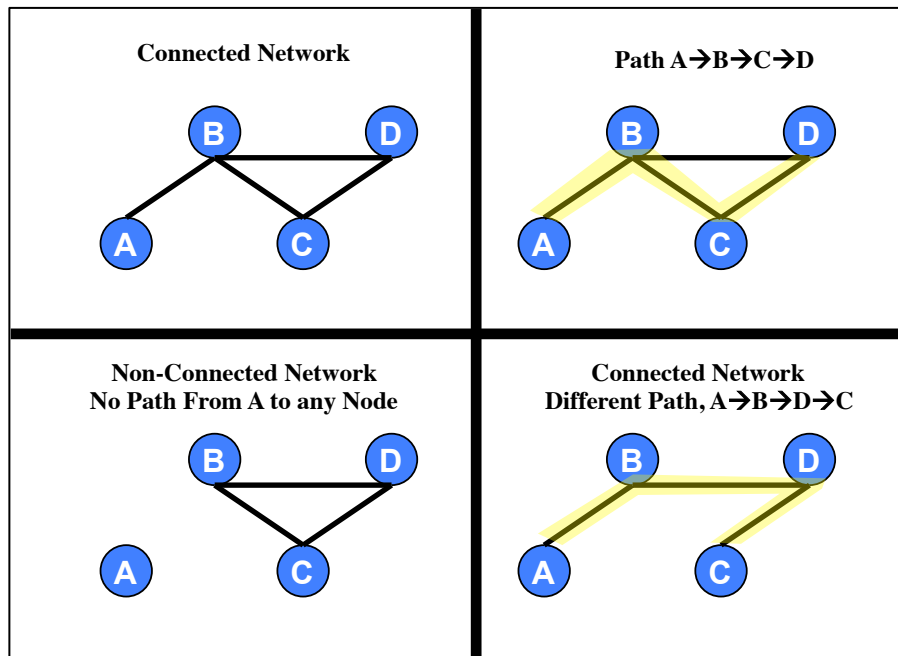 Connected Network
B
D
A
C
Path A→B→C→D
B
D
A
C
Non-Connected Network
No Path From A to any Node
B
D
A
C
Connected Network
Different Path, A→B→D→C
B
D
A
C